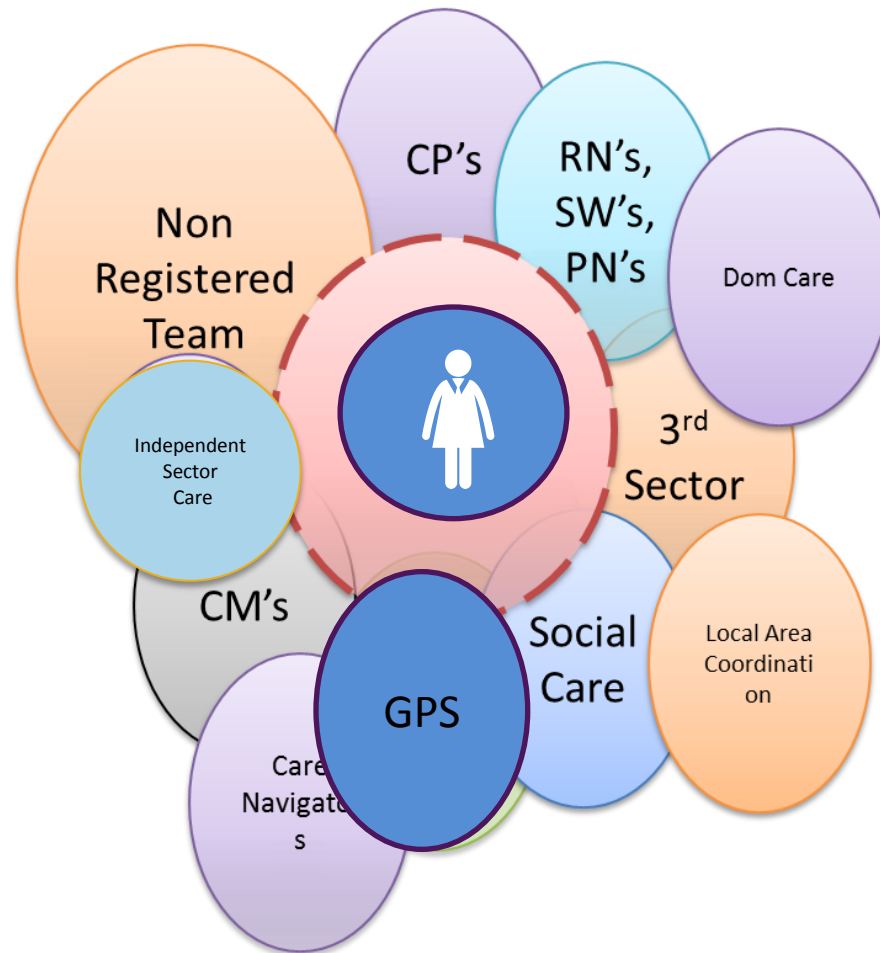 CP’s
RN’s,
SW’s,
PN’s
Non
Registered
Team
Dom Care
3rd
Sector
Independent
Sector
Care
CM’s
Social
Care
Local Area
Coordinati
on
GPS
Care
Navigato
s